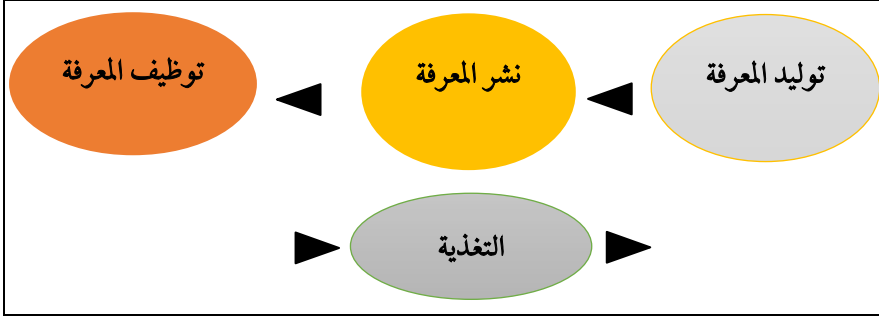 توليد المعرفة
نشر المعرفة
توظيف المعرفة
التغذية